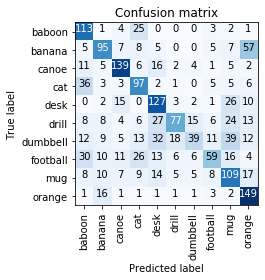 Confusion matrix
True label
baboon 113 1 4 25 0 0 0 3 2 1
banana 5 95 7 8 5 0 0 5 7 57
canoe 11 5 139 6 16 2 4 1 5 2
cat 36 3 3 97 2 1 0 5 5 6
desk 0 2 15 0 127 3 2 1 26 10
drill 8 8 4 6 27 77 15 6 24 13
dumbbell 12 9 5 13 32 18 39 11 39 12
football 30 10 11 26 13 6 6 59 16 4
mug 8 10 7 9 14 5 5 8 109 17
orange 1 16 1 1 1 1 1 3 2 149
baboon banana canoe cat desk drill dumbbell football mug orange
Predicted label